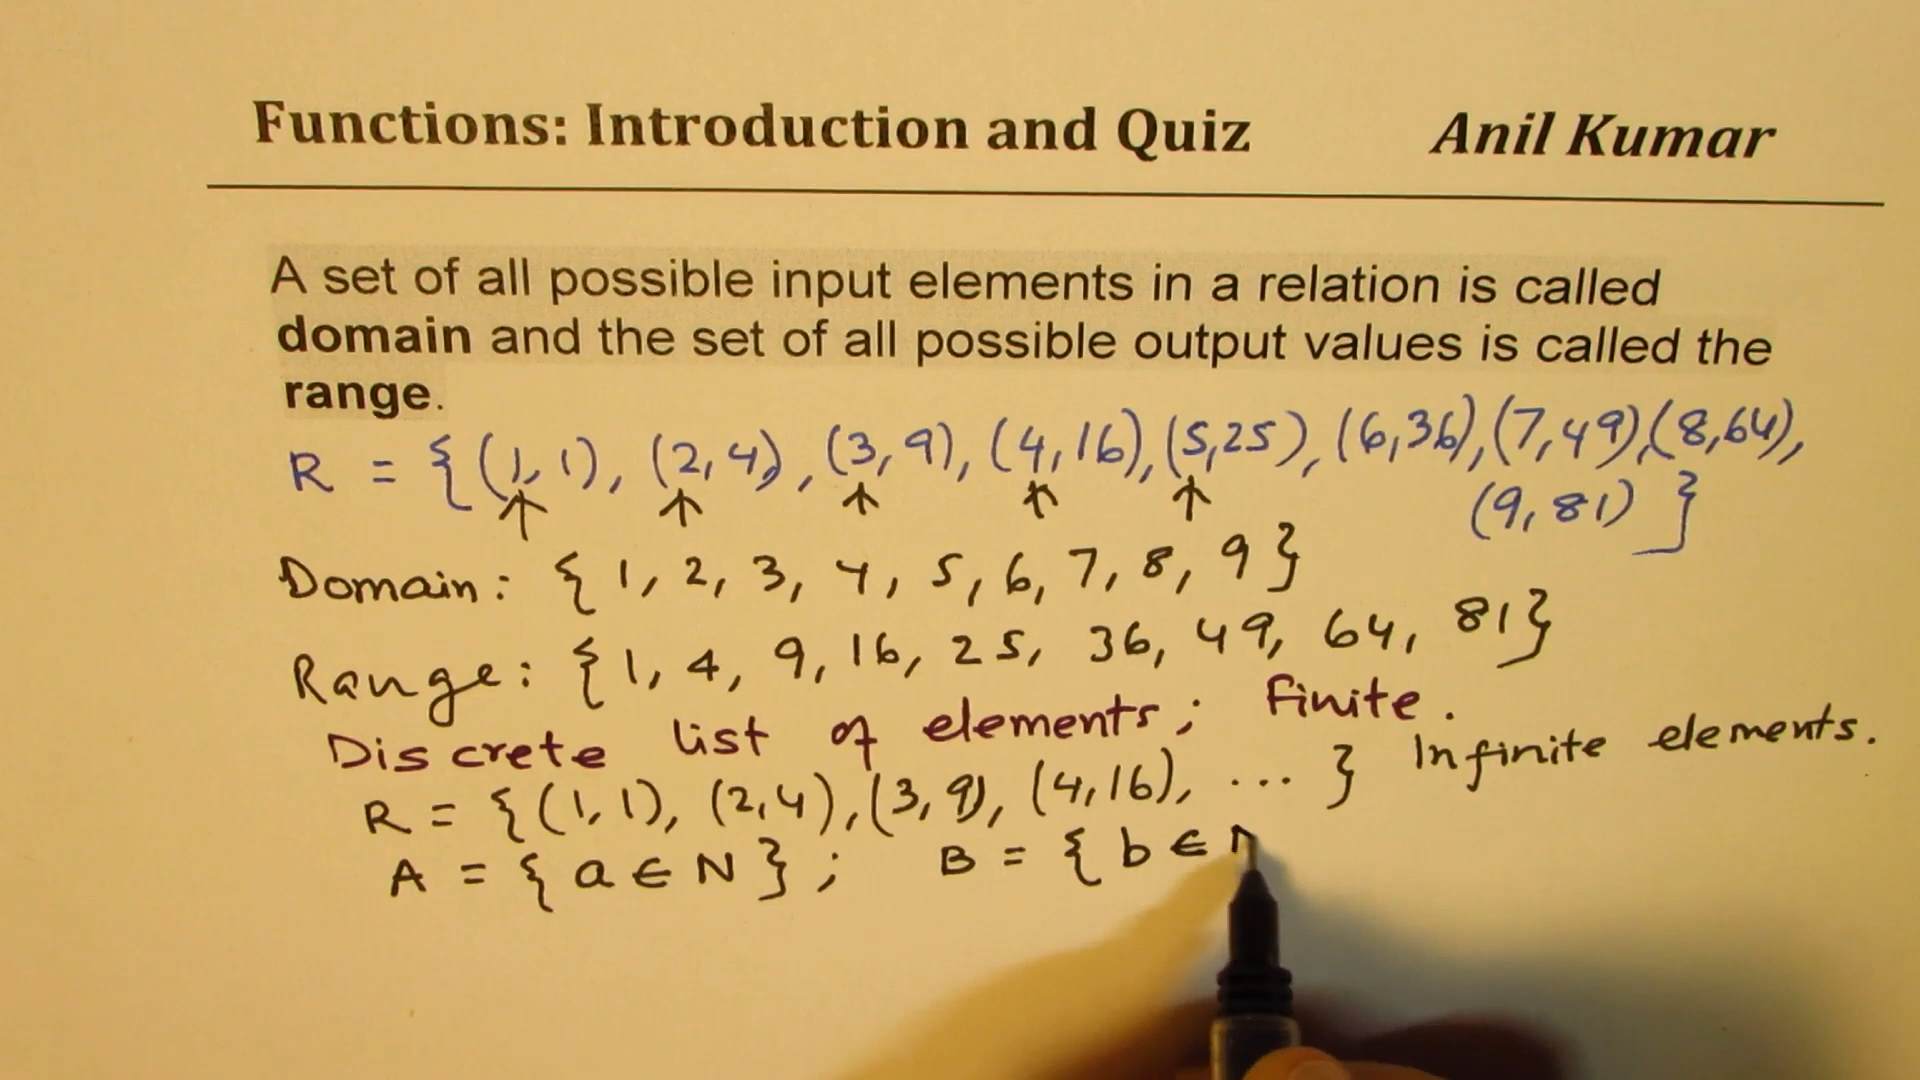 Functions: Introduction and Quiz Anil Kumar
A set of all possible input elements in a relation is called
domain and the set of all possible output values is called the
range.
R = {(1,1), (2,4), (3,9), (4,16), (5,25), (6,36), (7,49), (8,64),
(9,81) }
Domain: { 1, 2, 3, 4, 5, 6, 7, 8, 9 }
Range: { 1, 4, 9, 16, 25, 36, 49, 64, 81}
Discrete list of elements; Finite.
R = {(1,1), (2,4), (3,9), (4,16), ... } Infinite elements.
A = { a ∈ N } ; B = { b ∈